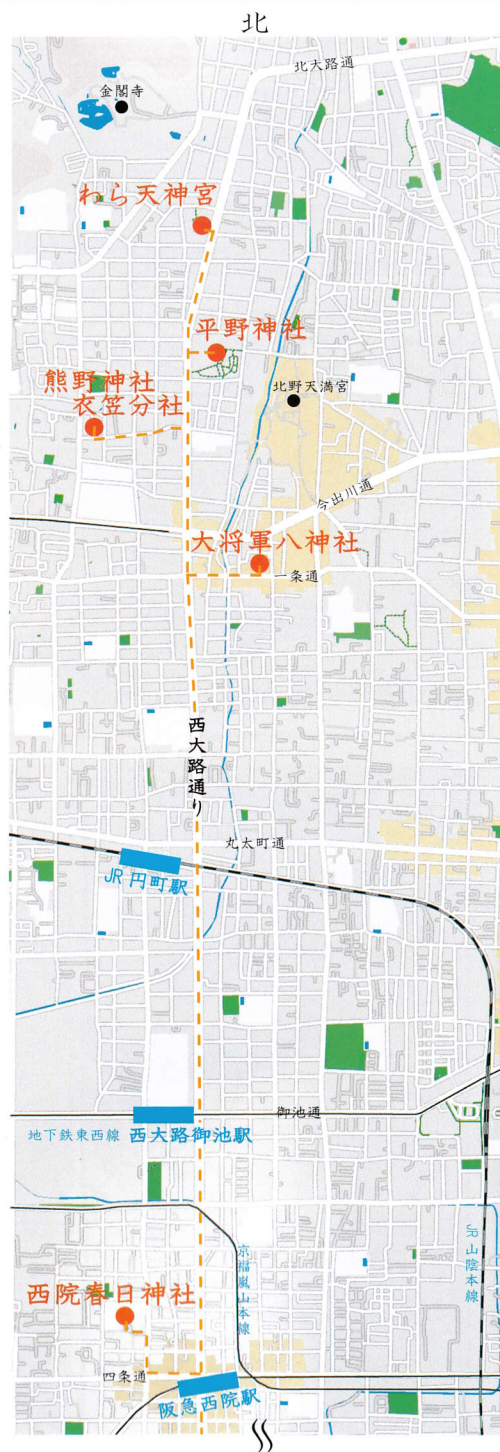 北
北大路通
金閣寺
わら天神宮
平野神社
熊野神社
衣笠分社
北野天満宮
今出川通
大将軍八神社
一条通
西大路通り
丸太町通
JR 円町駅
御池通
地下鉄東西線 西大路御池駅
JR山陰本線
京福嵐山本線
西院春日神社
四条通
阪急西院駅